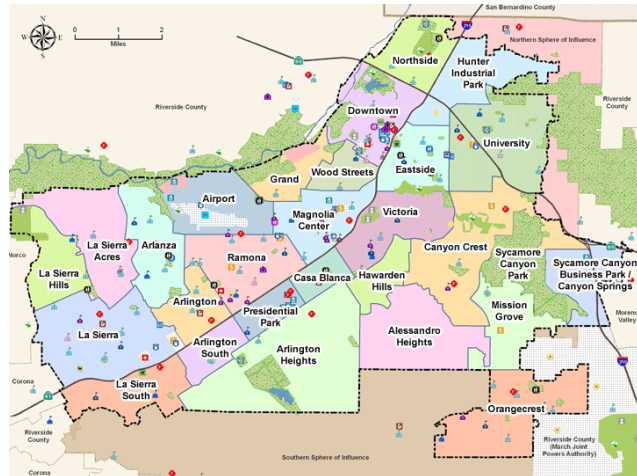 San Bernardino County
N
W
E
S
0
1
2
Miles
Northern Sphere of Influence
Northside
Hunter
Industrial
Park
Riverside County
Downtown
Riverside
County
University
Wood Streets
Eastside
Grand
Airport
Magnolia
Center
Victoria
La Sierra
Acres
Arlanza
Canyon Crest
Norco
Ramona
Sycamore
Canyon
Park
Sycamore Canyon
Business Park /
Canyon Springs
La Sierra
Hills
Casa Blanca
Hawarden
Hills
Arlington
Presidential
Park
Mission
Grove
Moreno
Valley
La Sierra
Arlington
South
Arlington
Heights
Alessandro
Heights
Corona
La Sierra
South
Corona
Orangecrest
Riverside
County
Riverside County
(March Joint
Powers Authority)
Southern Sphere of Influence